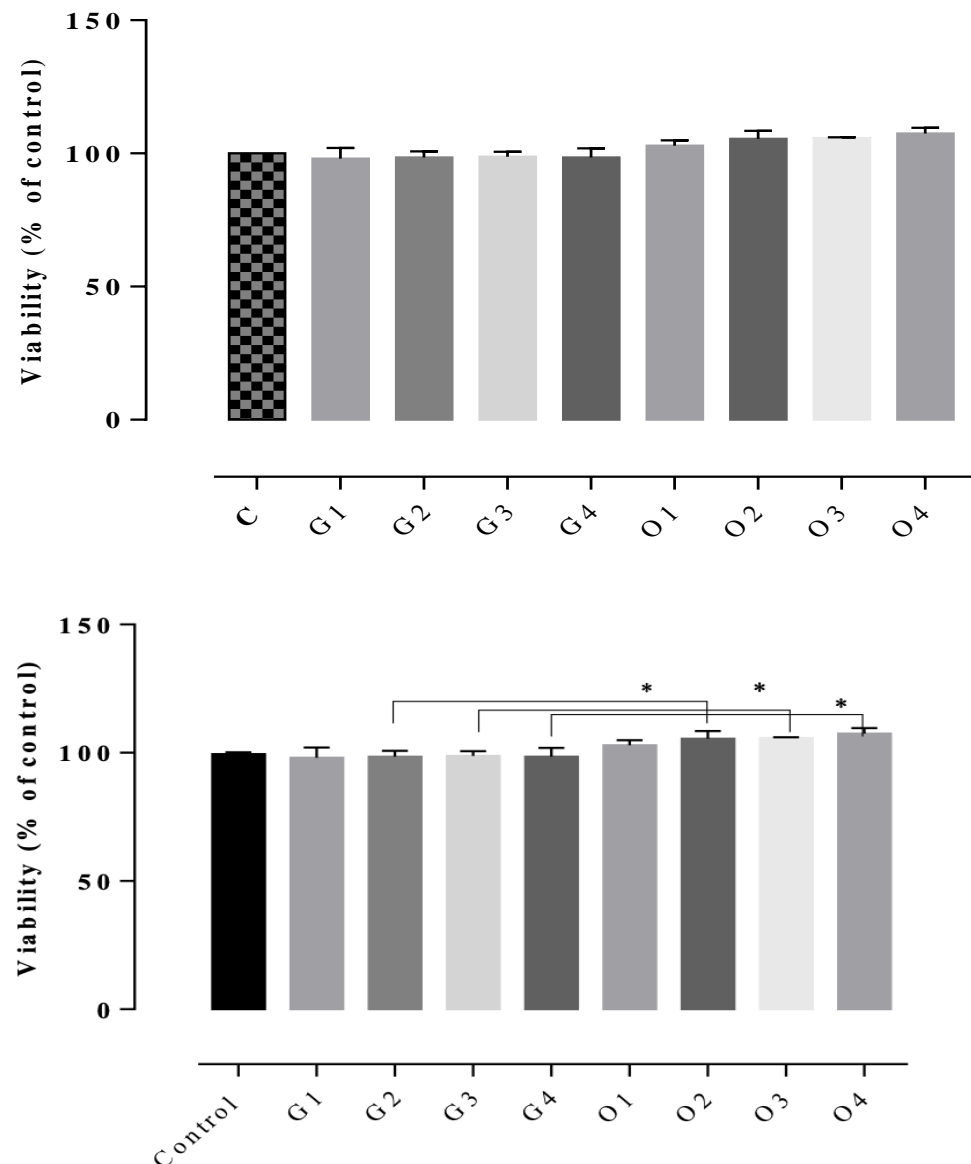 Viability (% of control)
150
100
50
0
C G1 G2 G3 G4 O1 O2 O3 O4
Viability (% of control)
150
100
50
0
* * *
Control G1 G2 G3 G4 O1 O2 O3 O4